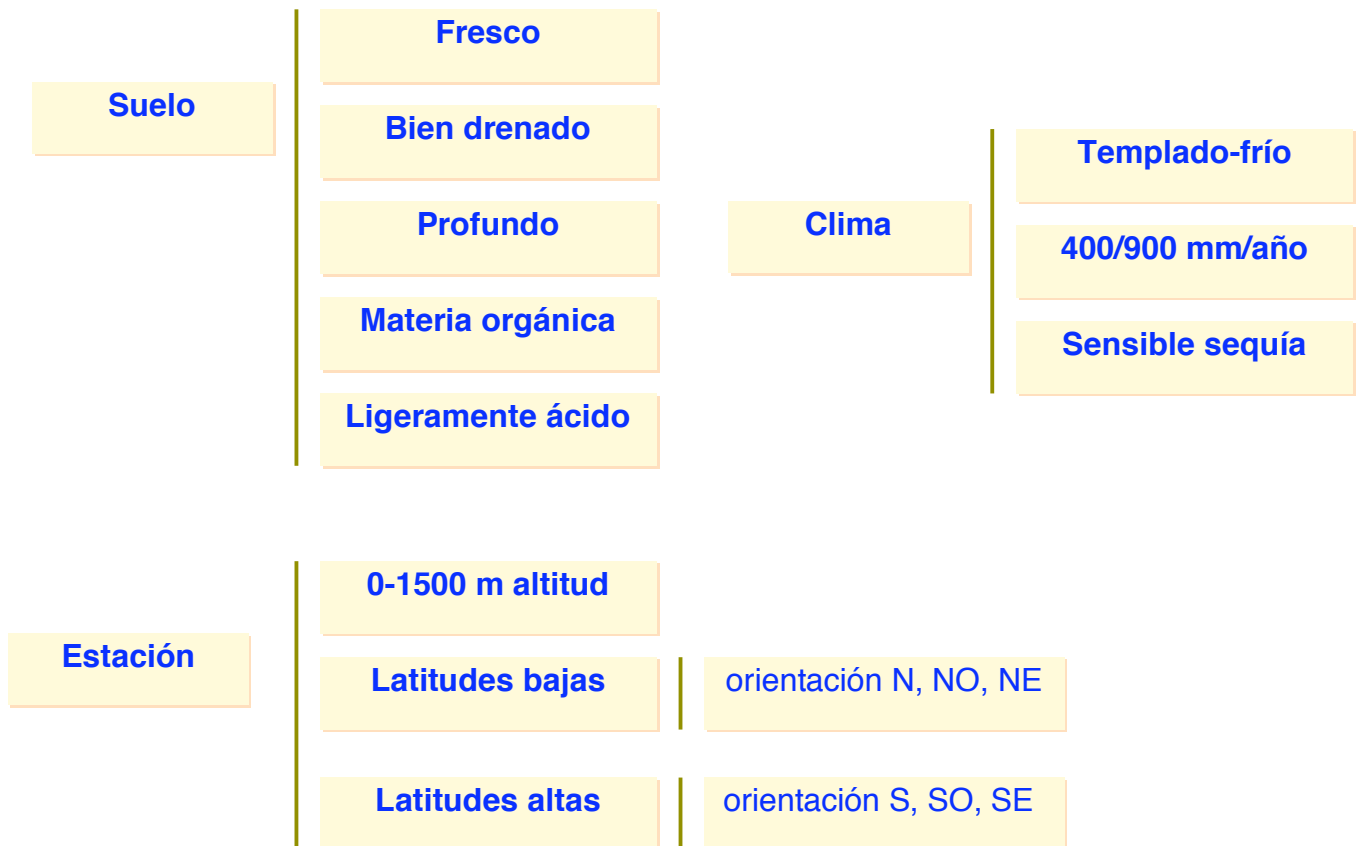 Suelo
Fresco
Bien drenado
Profundo
Materia orgánica
Ligeramente ácido
Clima
Templado-frío
400/900 mm/año
Sensible sequía
Estación
0-1500 m altitud
Latitudes bajas
orientación N, NO, NE
Latitudes altas
orientación S, SO, SE